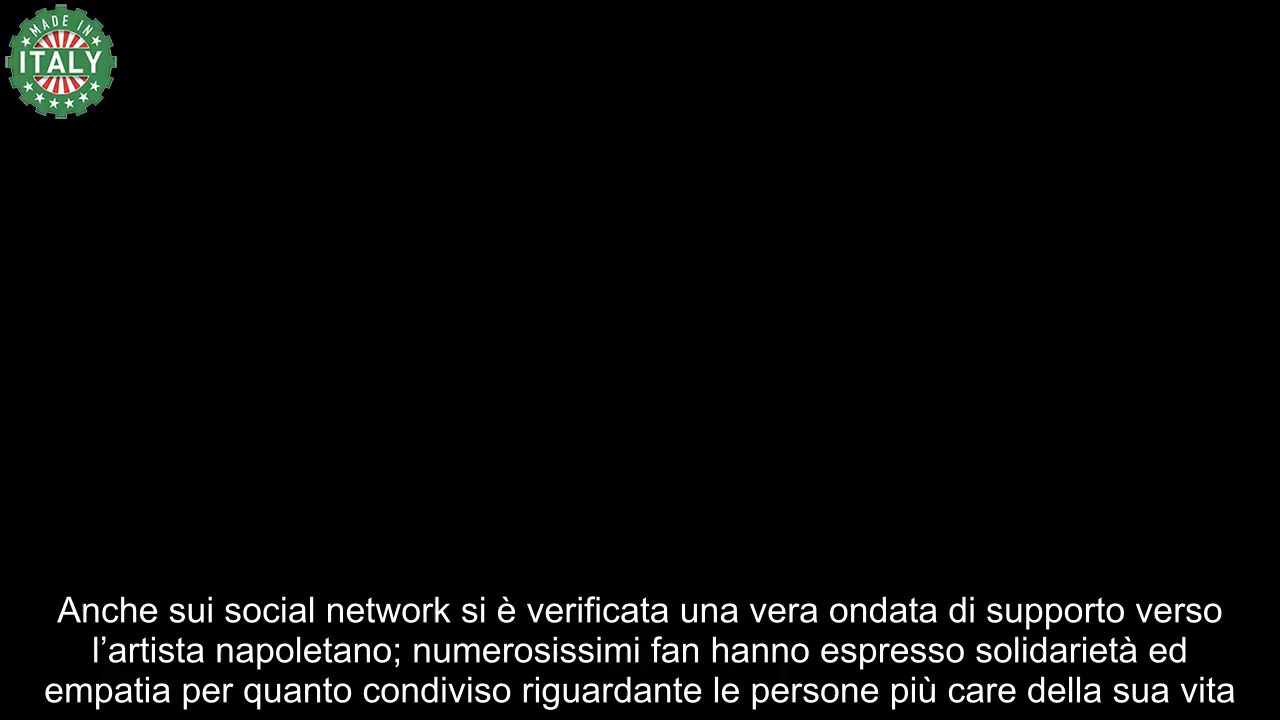 MADE IN
ITALY
Anche sui social network si è verificata una vera ondata di supporto verso
l’artista napoletano; numerosissimi fan hanno espresso solidarietà ed
empatia per quanto condiviso riguardante le persone più care della sua vita